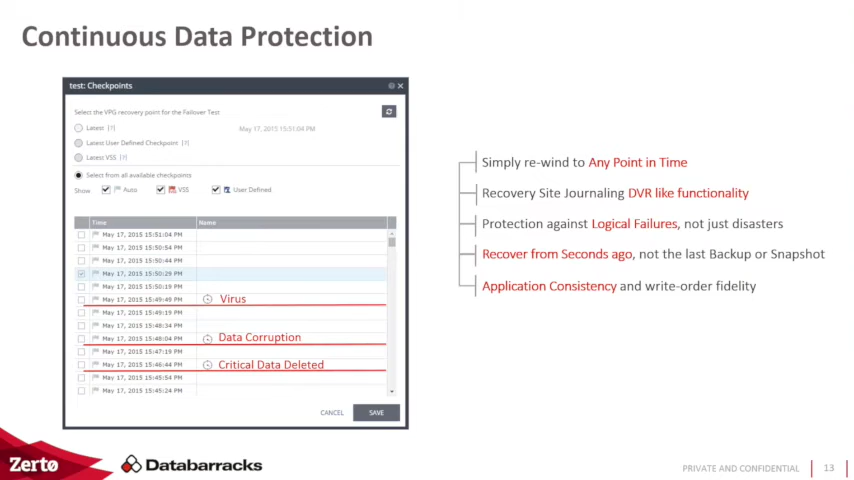 Continuous Data Protection
test: Checkpoints
Select the VPG recovery point for the Failover Test
Latest [?]
May 17, 2015 15:51:04 PM
Latest User Defined Checkpoint [?]
Latest VSS [?]
Select from all available checkpoints
Show Auto VSS User Defined
Time Name
May 17, 2015 15:51:04 PM
May 17, 2015 15:50:54 PM
May 17, 2015 15:50:44 PM
May 17, 2015 15:50:29 PM
May 17, 2015 15:50:19 PM
May 17, 2015 15:49:49 PM Virus
May 17, 2015 15:49:19 PM
May 17, 2015 15:48:34 PM
May 17, 2015 15:48:04 PM Data Corruption
May 17, 2015 15:47:19 PM
May 17, 2015 15:46:44 PM Critical Data Deleted
May 17, 2015 15:45:54 PM
May 17, 2015 15:45:24 PM
CANCEL SAVE
Simply re-wind to Any Point in Time
Recovery Site Journaling DVR like functionality
Protection against Logical Failures, not just disasters
Recover from Seconds ago, not the last Backup or Snapshot
Application Consistency and write-order fidelity
Zerto
Databarracks
PRIVATE AND CONFIDENTIAL 13